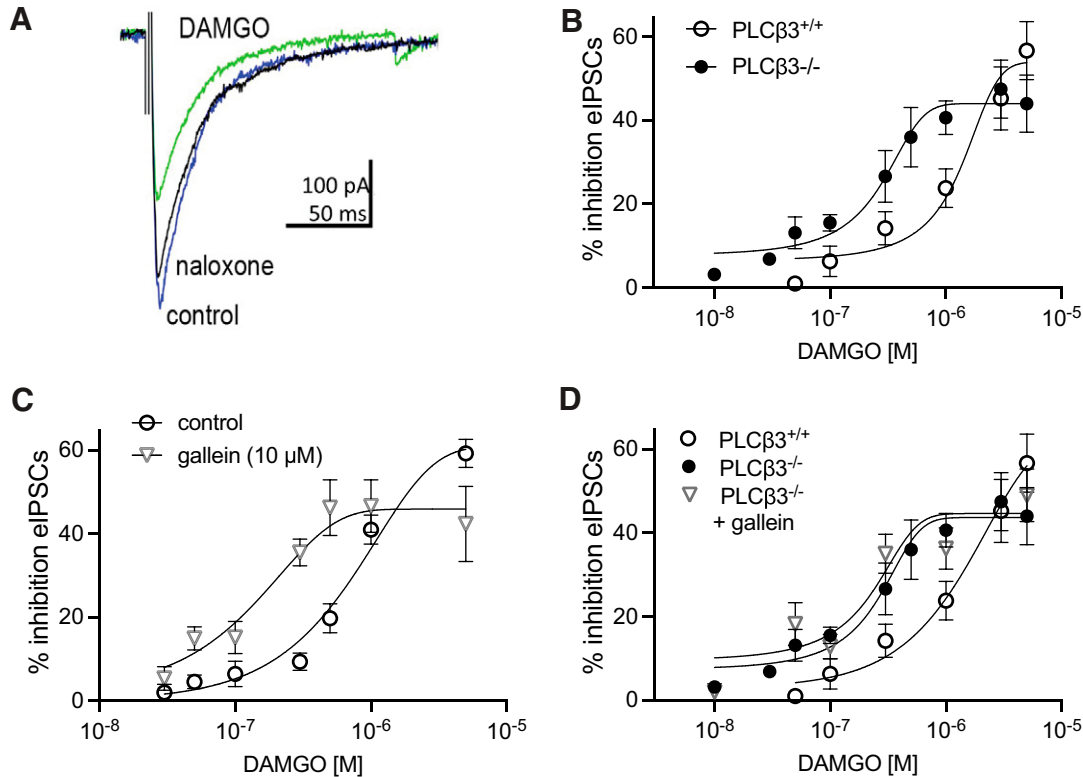 A
DAMGO
100 pA
50 ms
naloxone
control
B
PLCβ3+/+
PLCβ3-/-
% inhibition eIPSCs
60
40
20
0
10-8 10-7 10-6 10-5
DAMGO [M]
C
control
gallein (10 μM)
% inhibition eIPSCs
60
40
20
0
10-8 10-7 10-6 10-5
DAMGO [M]
D
PLCβ3+/+
PLCβ3-/-
PLCβ3-/-
+ gallein
% inhibition eIPSCs
60
40
20
0
10-8 10-7 10-6 10-5
DAMGO [M]